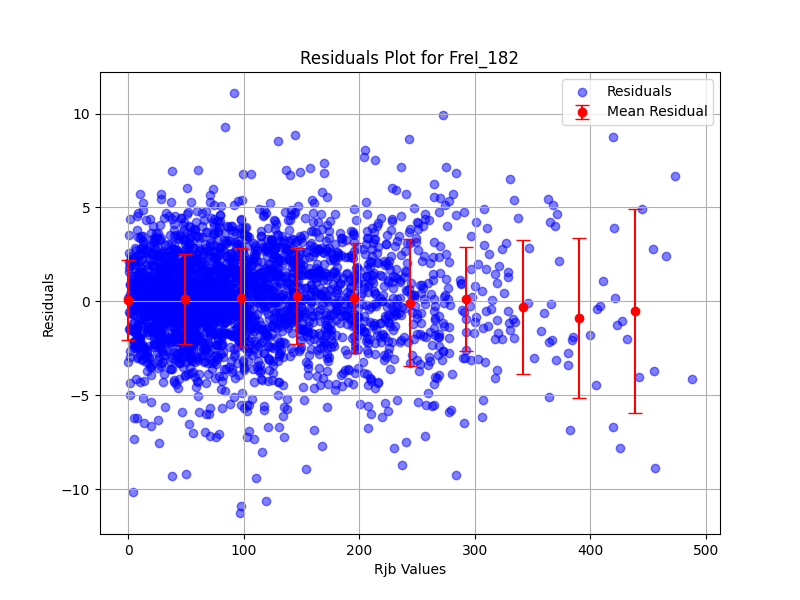 Residuals Plot for FreI_182
Residuals
Mean Residual
10
5
0
−5
−10
Residuals
0
100
200
300
400
500
Rjb Values